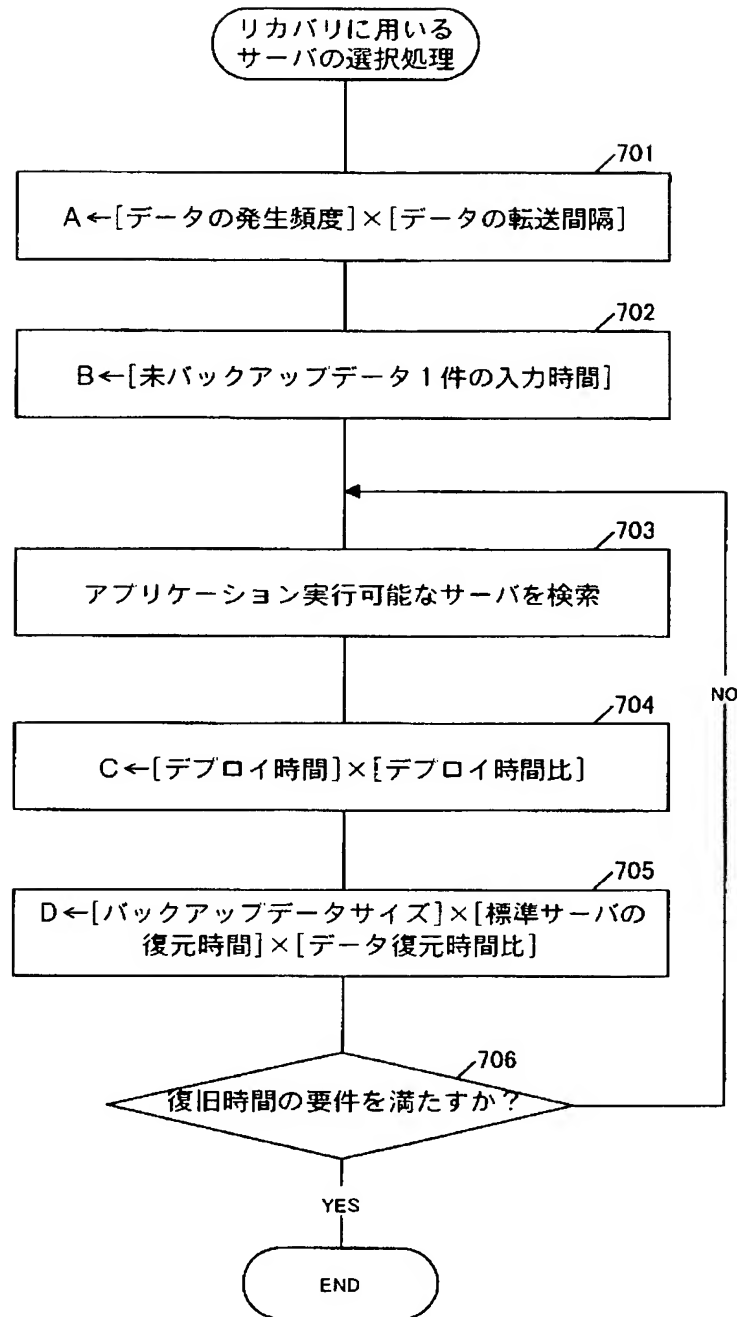 リカバリに用いる
サーバの選択処理
701
A←[データの発生頻度]×[データの転送間隔]
702
B←[未バックアップデータ1件の入力時間]
703
アプリケーション実行可能なサーバを検索
704
C←[デプロイ時間]×[デプロイ時間比]
705
D←[バックアップデータサイズ]×[標準サーバの
復元時間]×[データ復元時間比]
706
復旧時間の要件を満たすか?
NO
YES
END